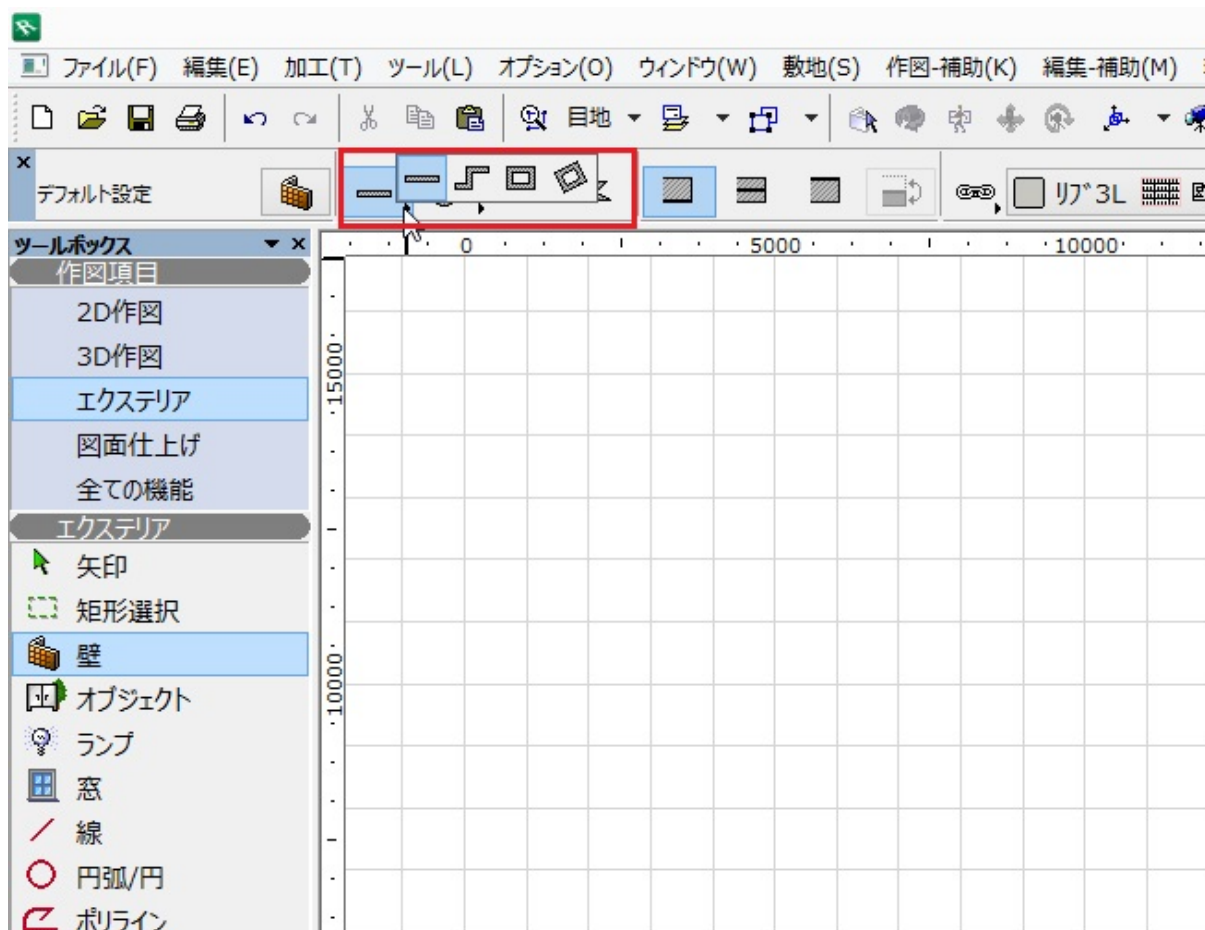 ファイル(F) 編集(E) 加工(T) ツール(L) オプション(O) ウィンドウ(W) 敷地(S) 作図-補助(K) 編集-補助(M)
目地
デフォルト設定
リブ3L
ツールボックス
0 5000 10000
作図項目
2D作図
3D作図
エクステリア
図面仕上げ
全ての機能
エクステリア
矢印
矩形選択
壁
オブジェクト
ランプ
窓
線
円弧/円
ポリライン
15000
10000